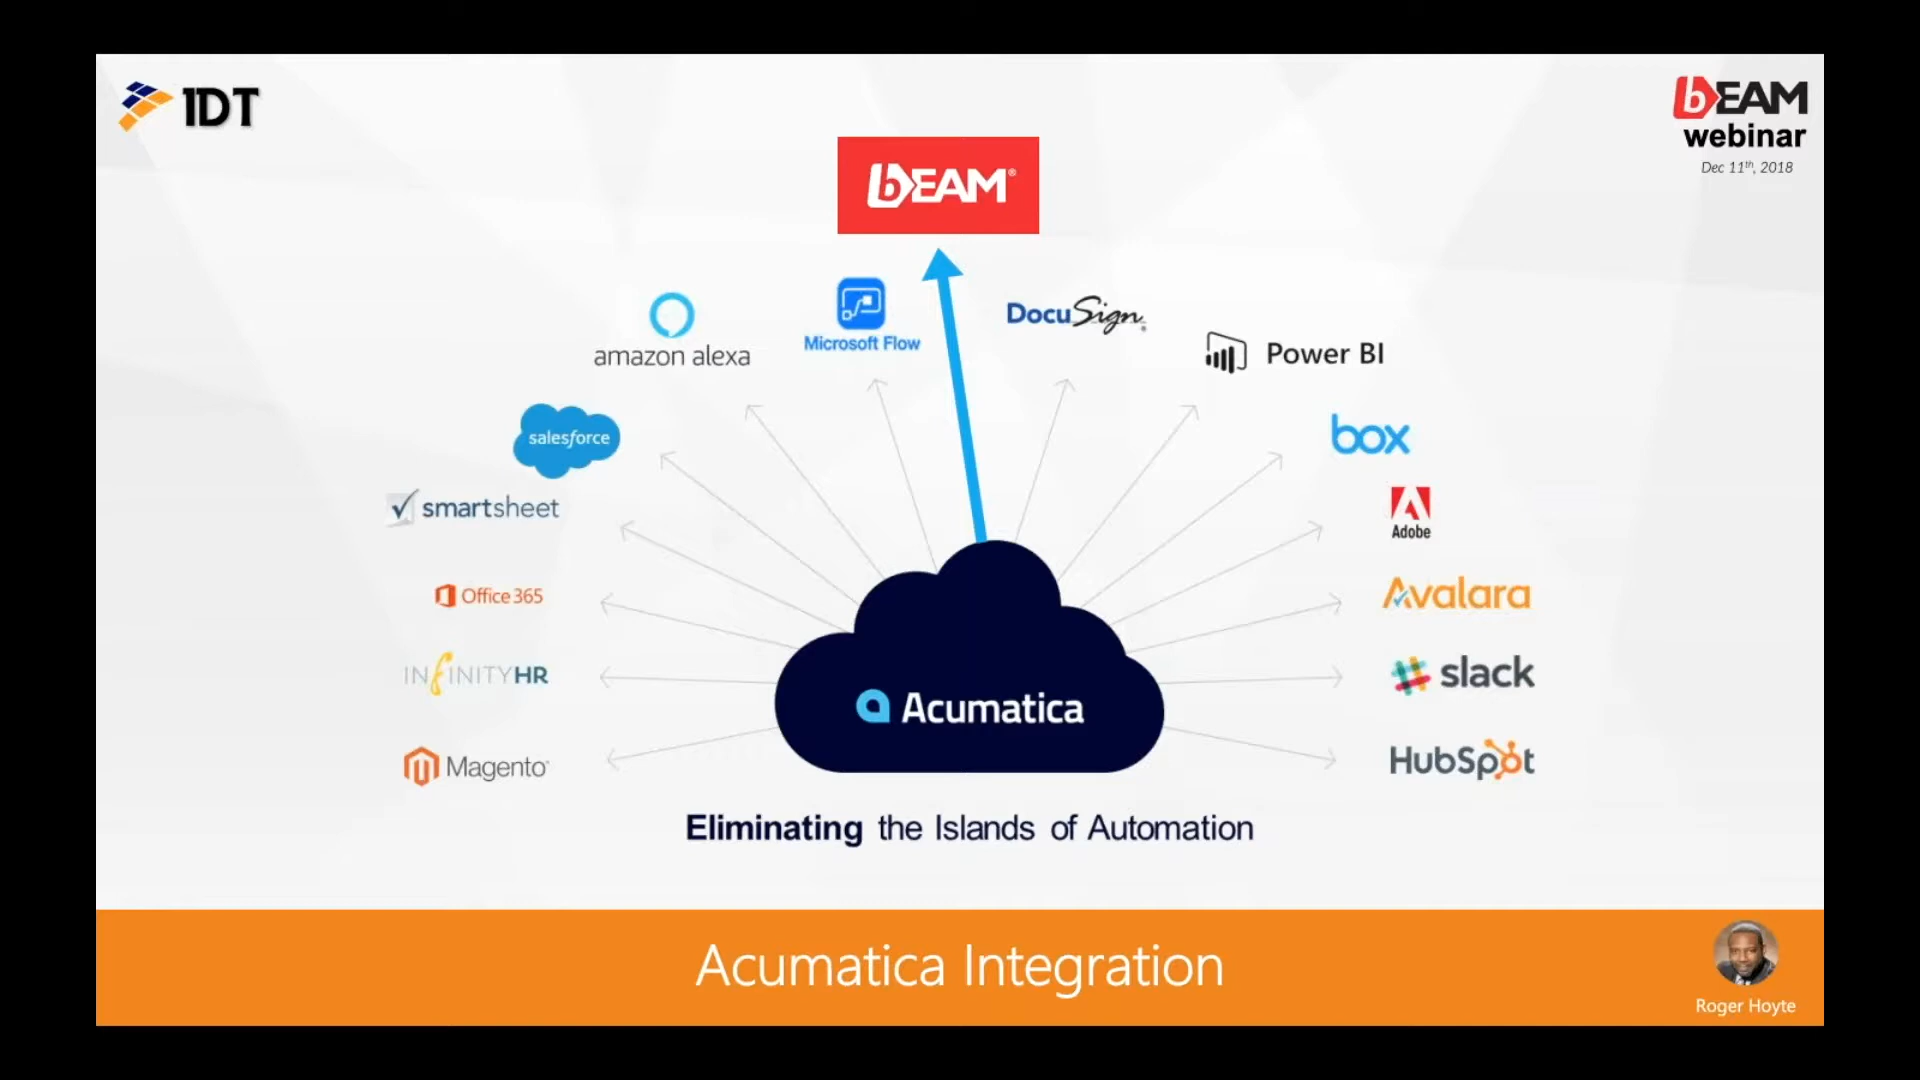 1DT
bEAM
webinar
Dec 11th, 2018
bEAM®
amazon alexa
Microsoft Flow
DocuSign
Power BI
salesforce
box
smartsheet
Adobe
Office 365
Avalara
INFINITYHR
slack
Acumatica
Magento
HubSpot
Eliminating the Islands of Automation
Acumatica Integration
Roger Hoyte